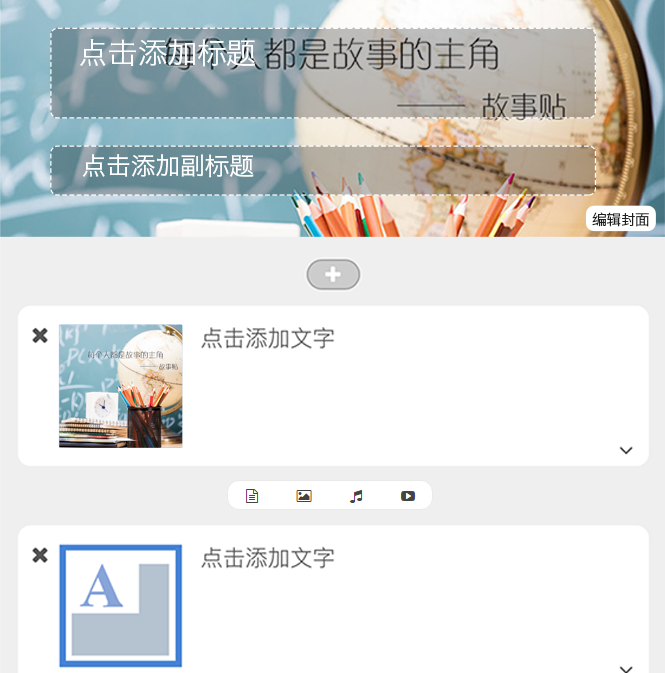 点击添加标题
每个人都是故事的主角
—— 故事贴
点击添加副标题
编辑封面
点击添加文字
每个人都是故事的主角
—— 故事贴
点击添加文字
A